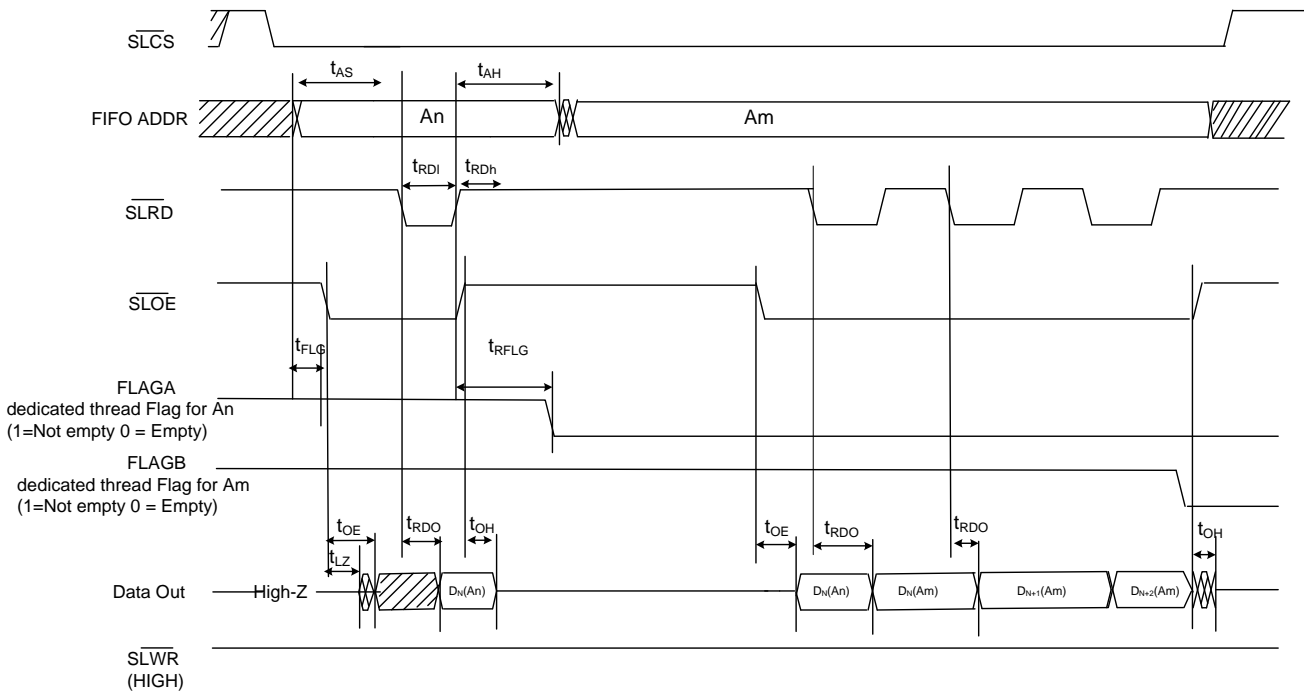 SLCS
tAS
tAH
FIFO ADDR
An
Am
tRDl
tRDh
SLRD
SLOE
tFLG
tRFLG
FLAGA
dedicated thread Flag for An
(1=Not empty 0 = Empty)
FLAGB
dedicated thread Flag for Am
(1=Not empty 0 = Empty)
tOE
tRDO
tOH
tOE
tRDO
tRDO
tOH
tLZ
Data Out
High-Z
DN(An)
DN(An)
DN(Am)
DN+1(Am)
DN+2(Am)
SLWR
(HIGH)